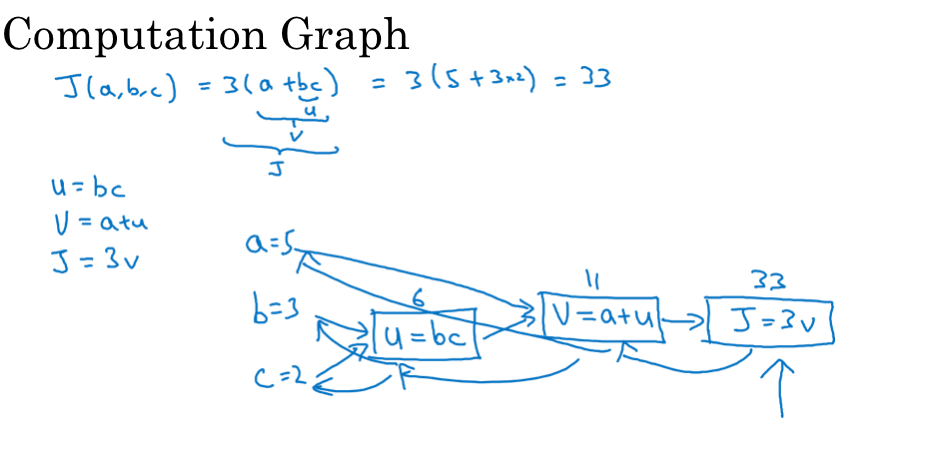 Computation Graph
J(a,b,c) = 3(a+bc) = 3(5+3×2) = 33
u
V
J
u = bc
V = a+u
J = 3v
a=5
11
33
b=3
6
V=a+u
J=3v
u=bc
c=2